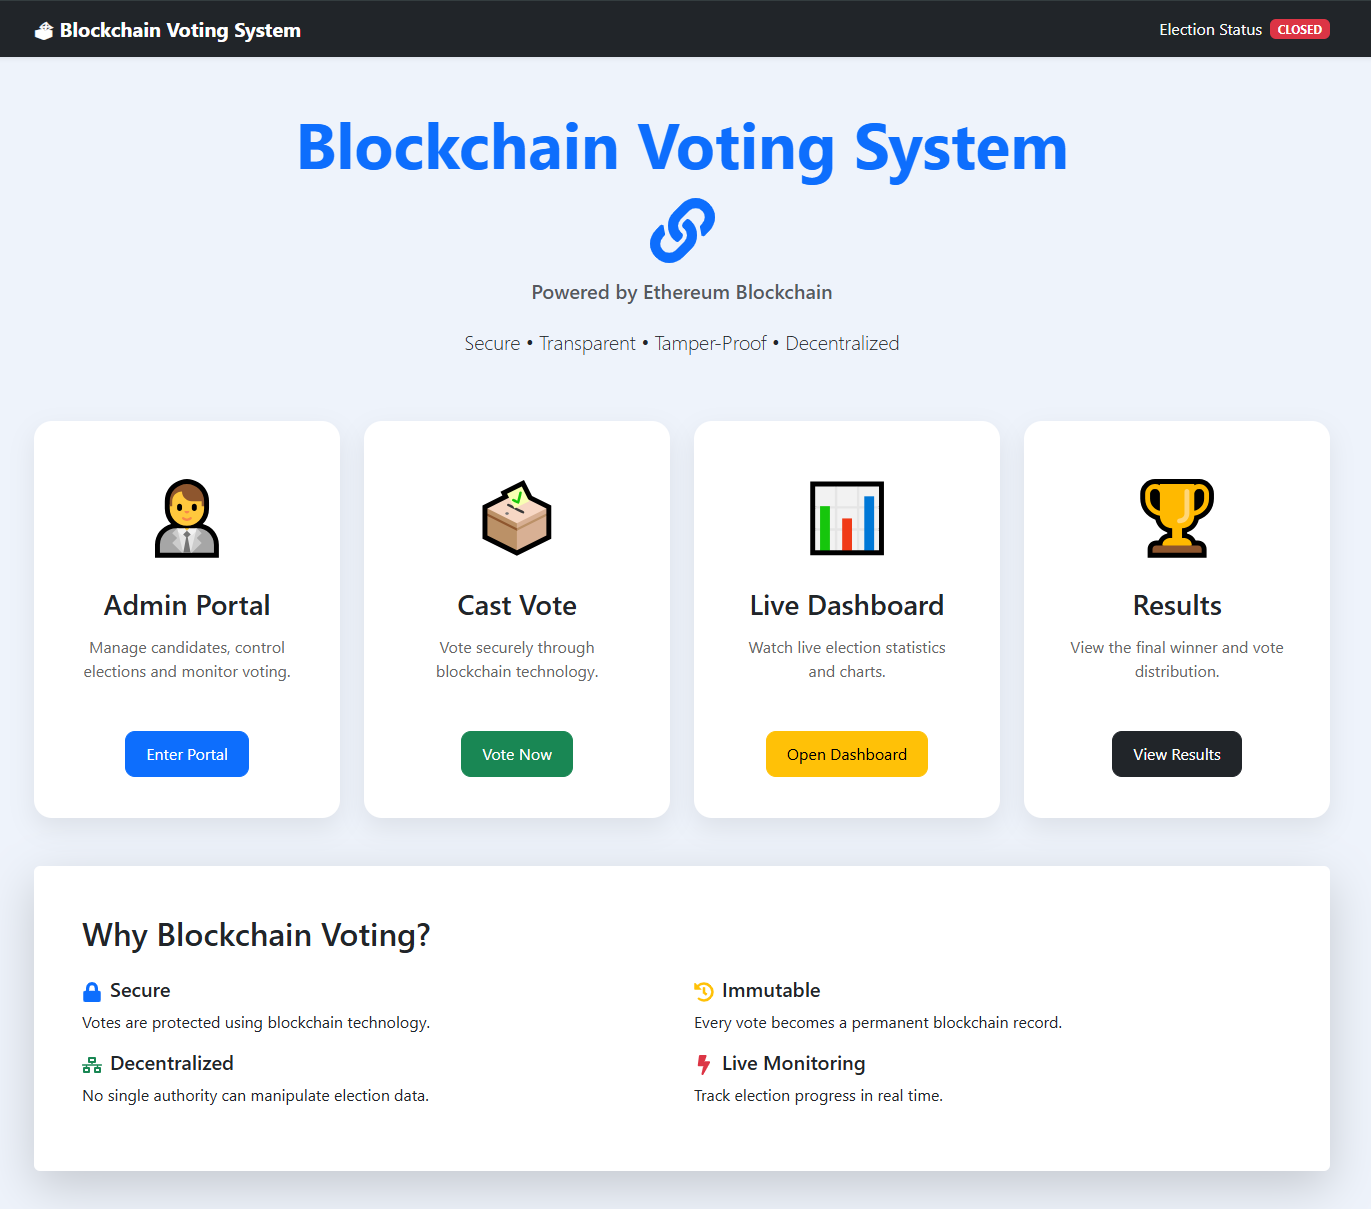 Blockchain Voting System
Election Status CLOSED
Blockchain Voting System
Powered by Ethereum Blockchain
Secure • Transparent • Tamper-Proof • Decentralized
Admin Portal
Manage candidates, control
elections and monitor voting.
Enter Portal
Cast Vote
Vote securely through
blockchain technology.
Vote Now
Live Dashboard
Watch live election statistics
and charts.
Open Dashboard
Results
View the final winner and vote
distribution.
View Results
Why Blockchain Voting?
Secure
Votes are protected using blockchain technology.
Immutable
Every vote becomes a permanent blockchain record.
Decentralized
No single authority can manipulate election data.
Live Monitoring
Track election progress in real time.